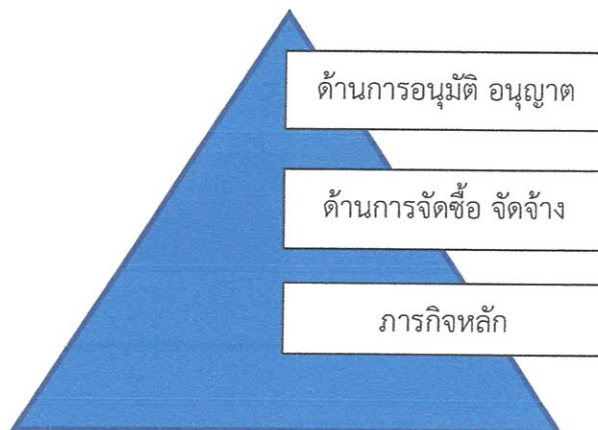 ด้านการอนุมัติ อนุญาต
ด้านการจัดซื้อ จัดจ้าง
ภารกิจหลัก